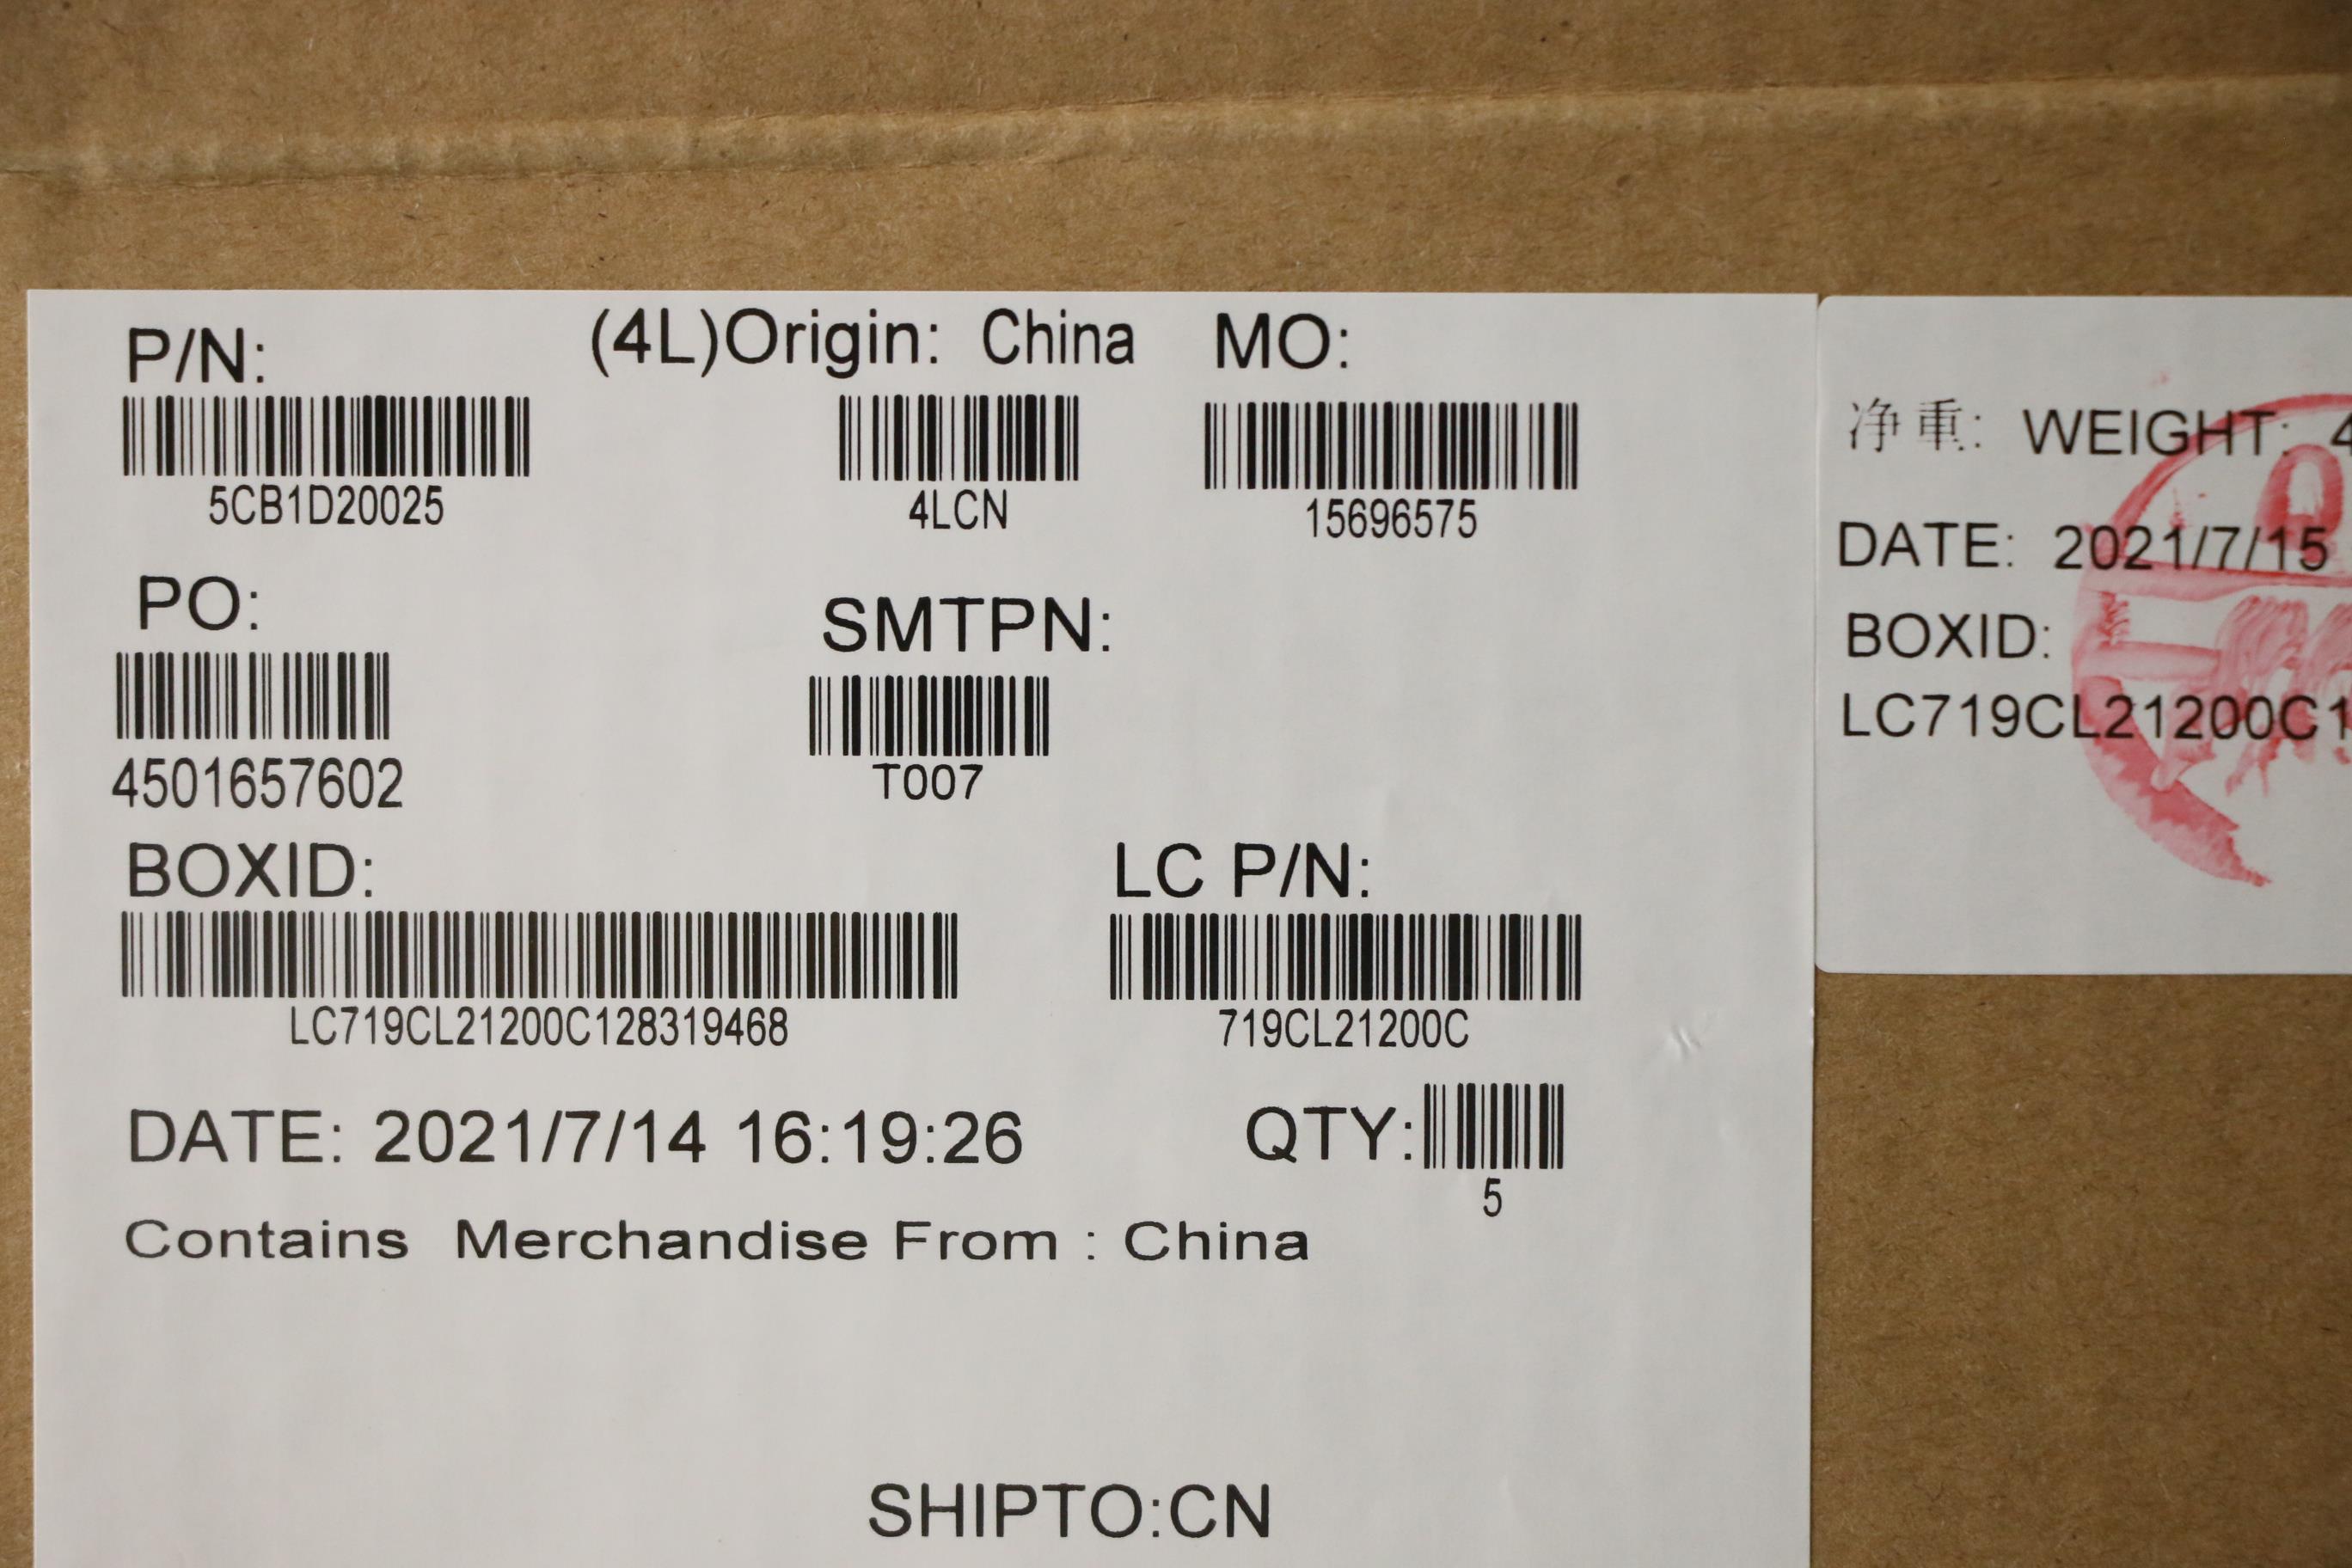 P/N:
(4L)Origin: China
MO:
5CB1D20025
4LCN
15696575
PO:
SMTPN:
4501657602
T007
BOXID:
LC P/N:
LC719CL21200C128319468
719CL21200C
DATE: 2021/7/14 16:19:26
QTY:
5
Contains Merchandise From : China
SHIPTO:CN
净重: WEIGHT: 4
DATE: 2021/7/15
BOXID:
LC719CL21200C1